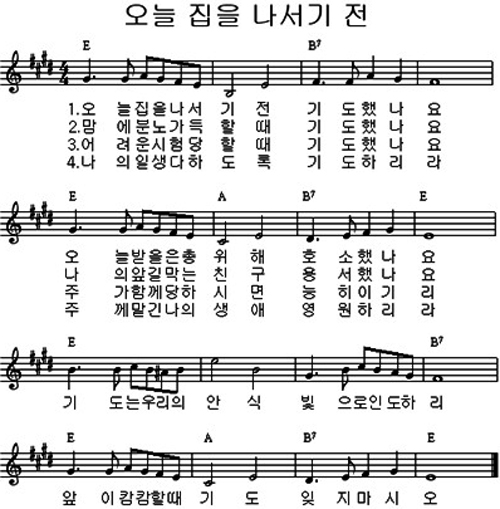 오늘 집을 나서기 전
E B7
4 4
1.오 늘집을나서 기 전 기 도했 나 요
2.맘 에분노가득 할 때 기 도했 나 요
3.어 려운시험당 할 때 기 도했 나 요
4.나 의일생다하 도 록 기 도하 리 라
E A B7 E
오 늘받을은총 위 해 호 소했 나 요
나 의앞길막는 친 구 용 서했 나 요
주 가함께당하 시 면 능 히이 기 리
주 께맡긴나의 생 애 영 원하 리 라
E B7
기 도는우리의 안 식 빛 으로인도하 리
E A B7 E
앞 이캄캄할때 기 도 잊 지마 시 오